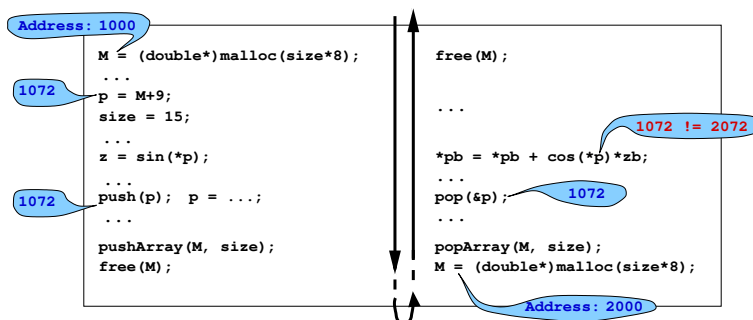 Address: 1000
M = (double*)malloc(size*8);
...
1072
p = M+9;
size = 15;
...
z = sin(*p);
...
1072
push(p); p = ...;
...
pushArray(M, size);
free(M);
free(M);
...
1072 != 2072
*pb = *pb + cos(*p)*zb;
...
pop(&p);
1072
...
popArray(M, size);
M = (double*)malloc(size*8);
Address: 2000